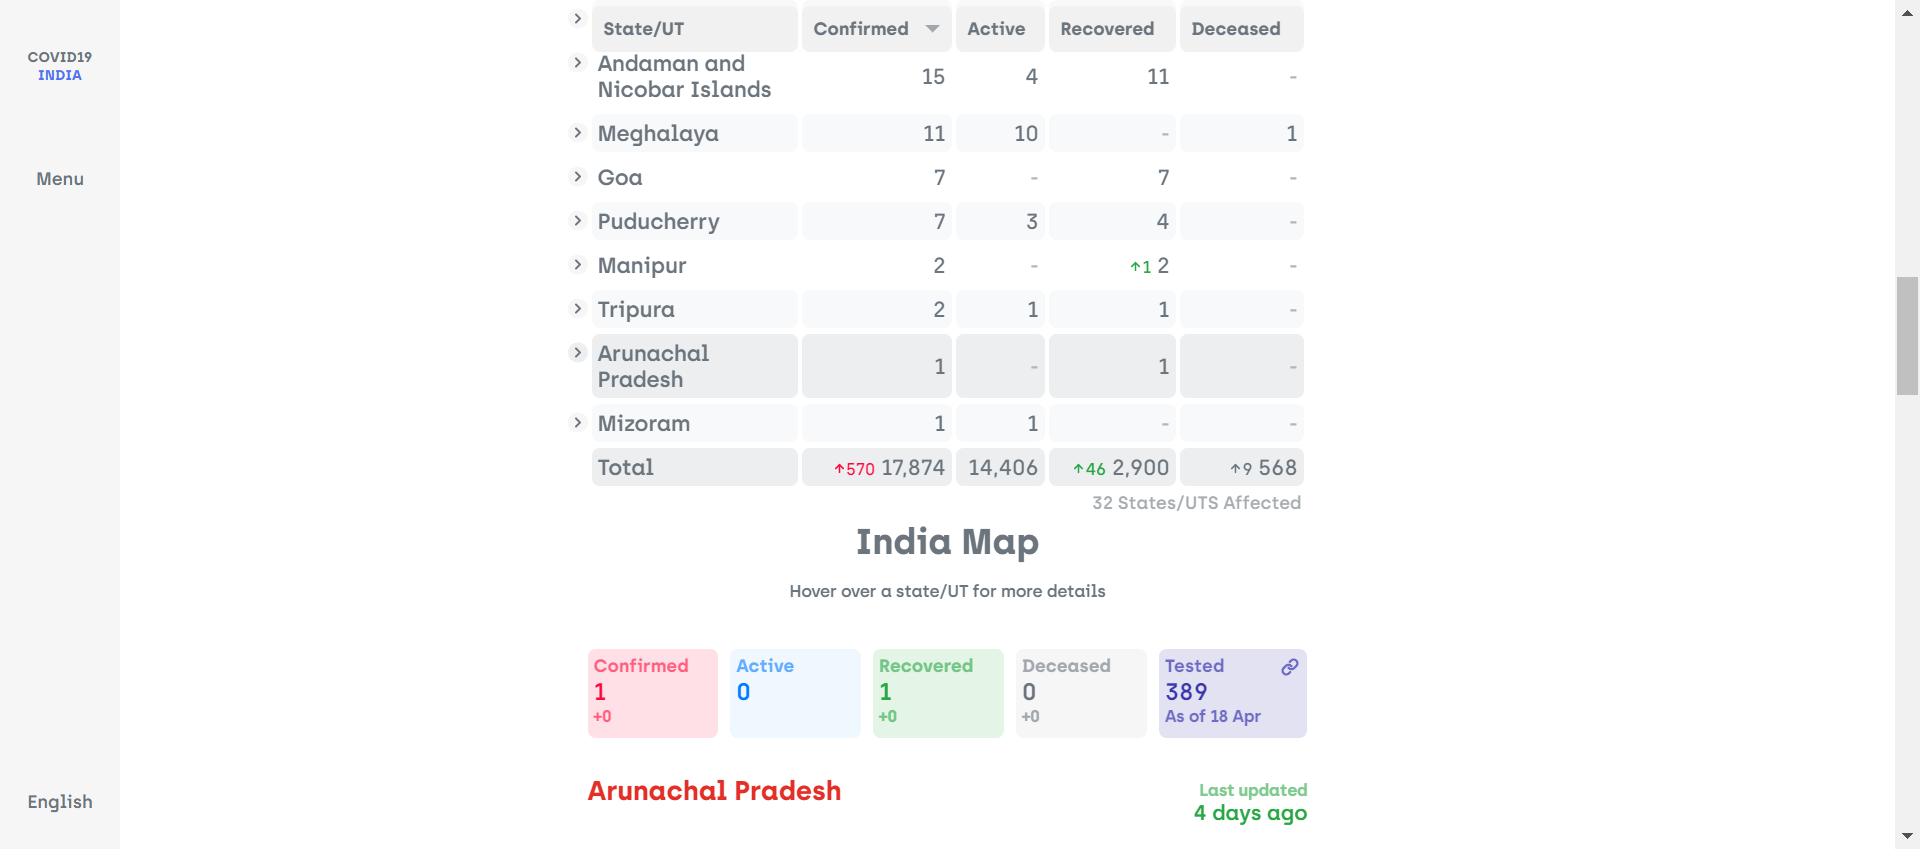 COVID19
INDIA
Menu
English
State/UT Confirmed Active Recovered Deceased
Andaman and
Nicobar Islands 15 4 11 -
Meghalaya 11 10 - 1
Goa 7 - 7 -
Puducherry 7 3 4 -
Manipur 2 - ↑1 2 -
Tripura 2 1 1 -
Arunachal
Pradesh 1 - 1 -
Mizoram 1 1 - -
Total ↑570 17,874 14,406 ↑46 2,900 ↑9 568
32 States/UTS Affected
India Map
Hover over a state/UT for more details
Confirmed Active Recovered Deceased Tested
1 0 1 0 389
+0 +0 +0 As of 18 Apr
Arunachal Pradesh
Last updated
4 days ago